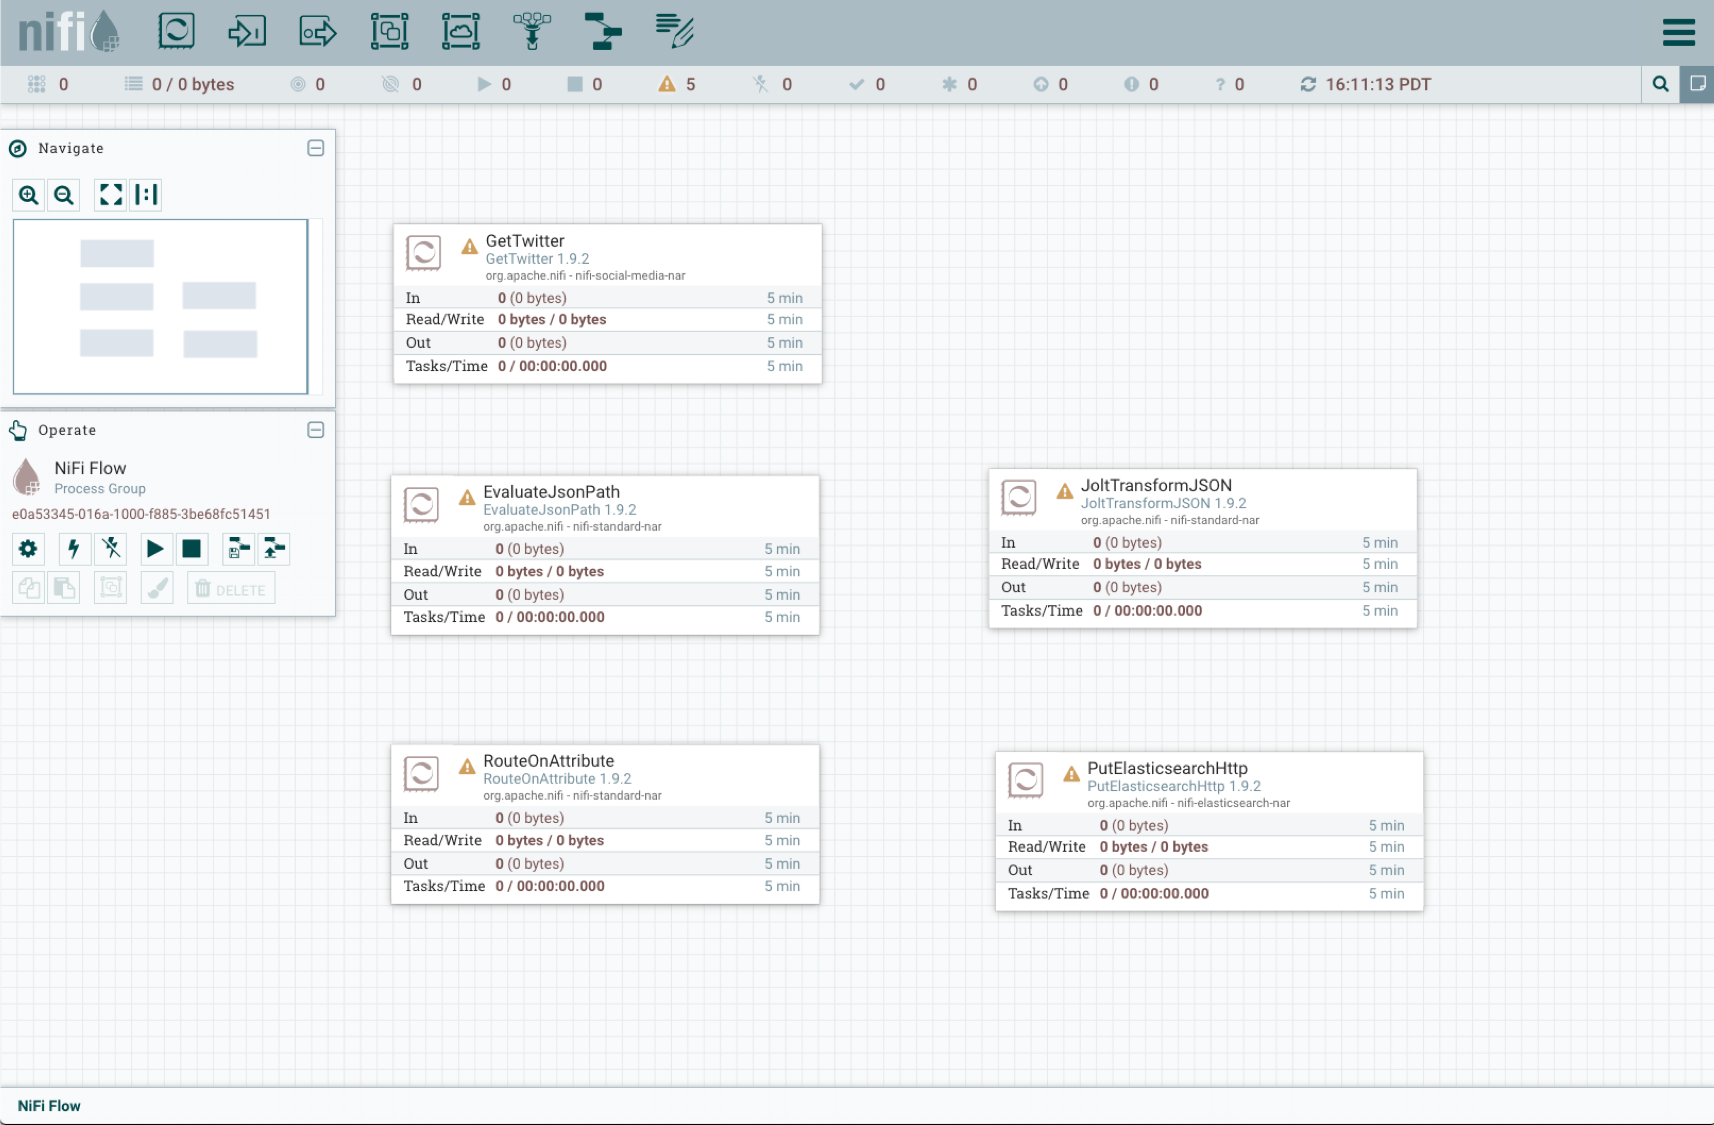 nifi
0 0 / 0 bytes 0 0 0 0 5 0 0 0 0 0 ? 0 16:11:13 PDT
Navigate
GetTwitter
GetTwitter 1.9.2
org.apache.nifi - nifi-social-media-nar
In 0 (0 bytes) 5 min
Read/Write 0 bytes / 0 bytes 5 min
Out 0 (0 bytes) 5 min
Tasks/Time 0 / 00:00:00.000 5 min
Operate
NiFi Flow
Process Group
e0a53345-016a-1000-f885-3be68fc51451
DELETE
EvaluateJsonPath
EvaluateJsonPath 1.9.2
org.apache.nifi - nifi-standard-nar
In 0 (0 bytes) 5 min
Read/Write 0 bytes / 0 bytes 5 min
Out 0 (0 bytes) 5 min
Tasks/Time 0 / 00:00:00.000 5 min
JoltTransformJSON
JoltTransformJSON 1.9.2
org.apache.nifi - nifi-standard-nar
In 0 (0 bytes) 5 min
Read/Write 0 bytes / 0 bytes 5 min
Out 0 (0 bytes) 5 min
Tasks/Time 0 / 00:00:00.000 5 min
RouteOnAttribute
RouteOnAttribute 1.9.2
org.apache.nifi - nifi-standard-nar
In 0 (0 bytes) 5 min
Read/Write 0 bytes / 0 bytes 5 min
Out 0 (0 bytes) 5 min
Tasks/Time 0 / 00:00:00.000 5 min
PutElasticsearchHttp
PutElasticsearchHttp 1.9.2
org.apache.nifi - nifi-elasticsearch-nar
In 0 (0 bytes) 5 min
Read/Write 0 bytes / 0 bytes 5 min
Out 0 (0 bytes) 5 min
Tasks/Time 0 / 00:00:00.000 5 min
NiFi Flow